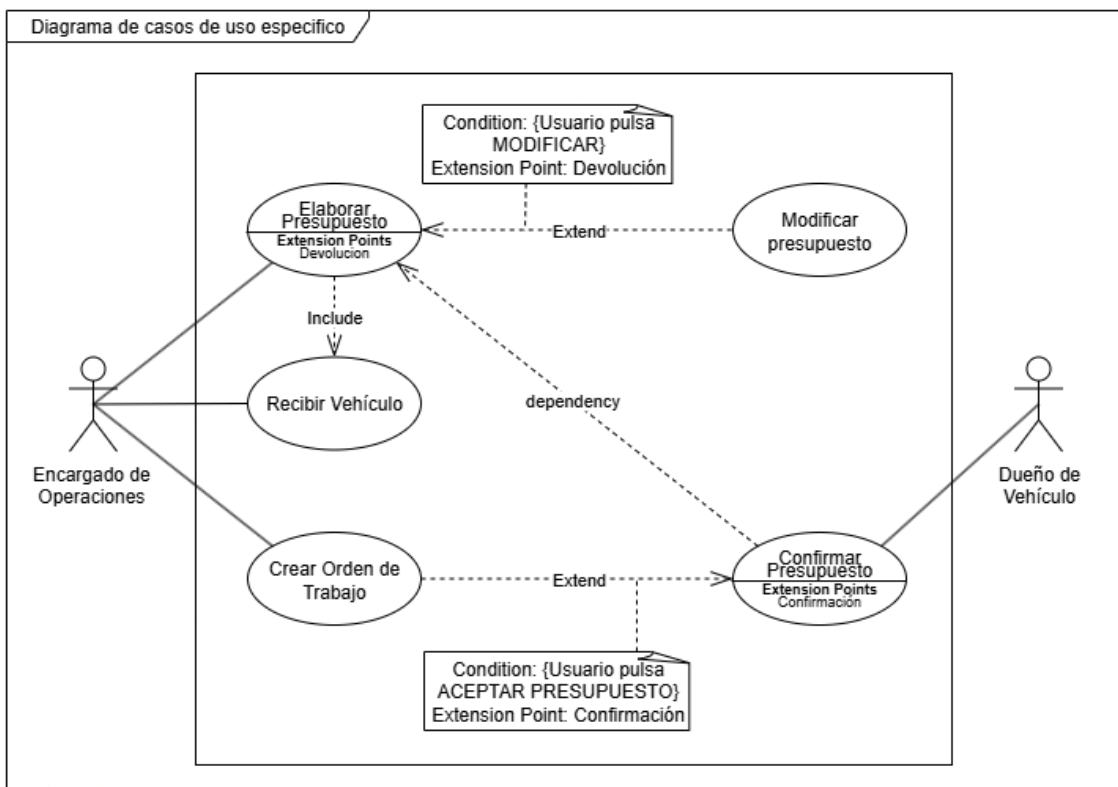 Diagrama de casos de uso especifico
Condition: {Usuario pulsa
MODIFICAR}
Extension Point: Devolución
Elaborar
Presupuesto
Extension Points
Devolucion
Extend
Modificar
presupuesto
Include
Recibir Vehículo
dependency
Encargado de
Operaciones
Dueño de
Vehículo
Crear Orden de
Trabajo
Extend
Confirmar
Presupuesto
Extension Points
Confirmación
Condition: {Usuario pulsa
ACEPTAR PRESUPUESTO}
Extension Point: Confirmación